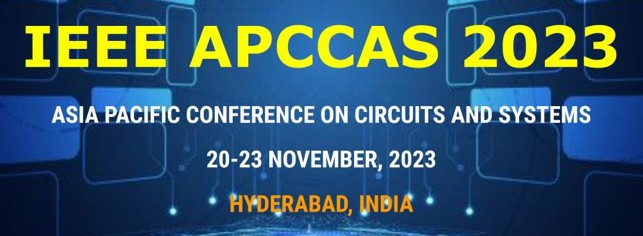 IEEE APCCAS 2023
ASIA PACIFIC CONFERENCE ON CIRCUITS AND SYSTEMS
20-23 NOVEMBER, 2023
HYDERABAD, INDIA